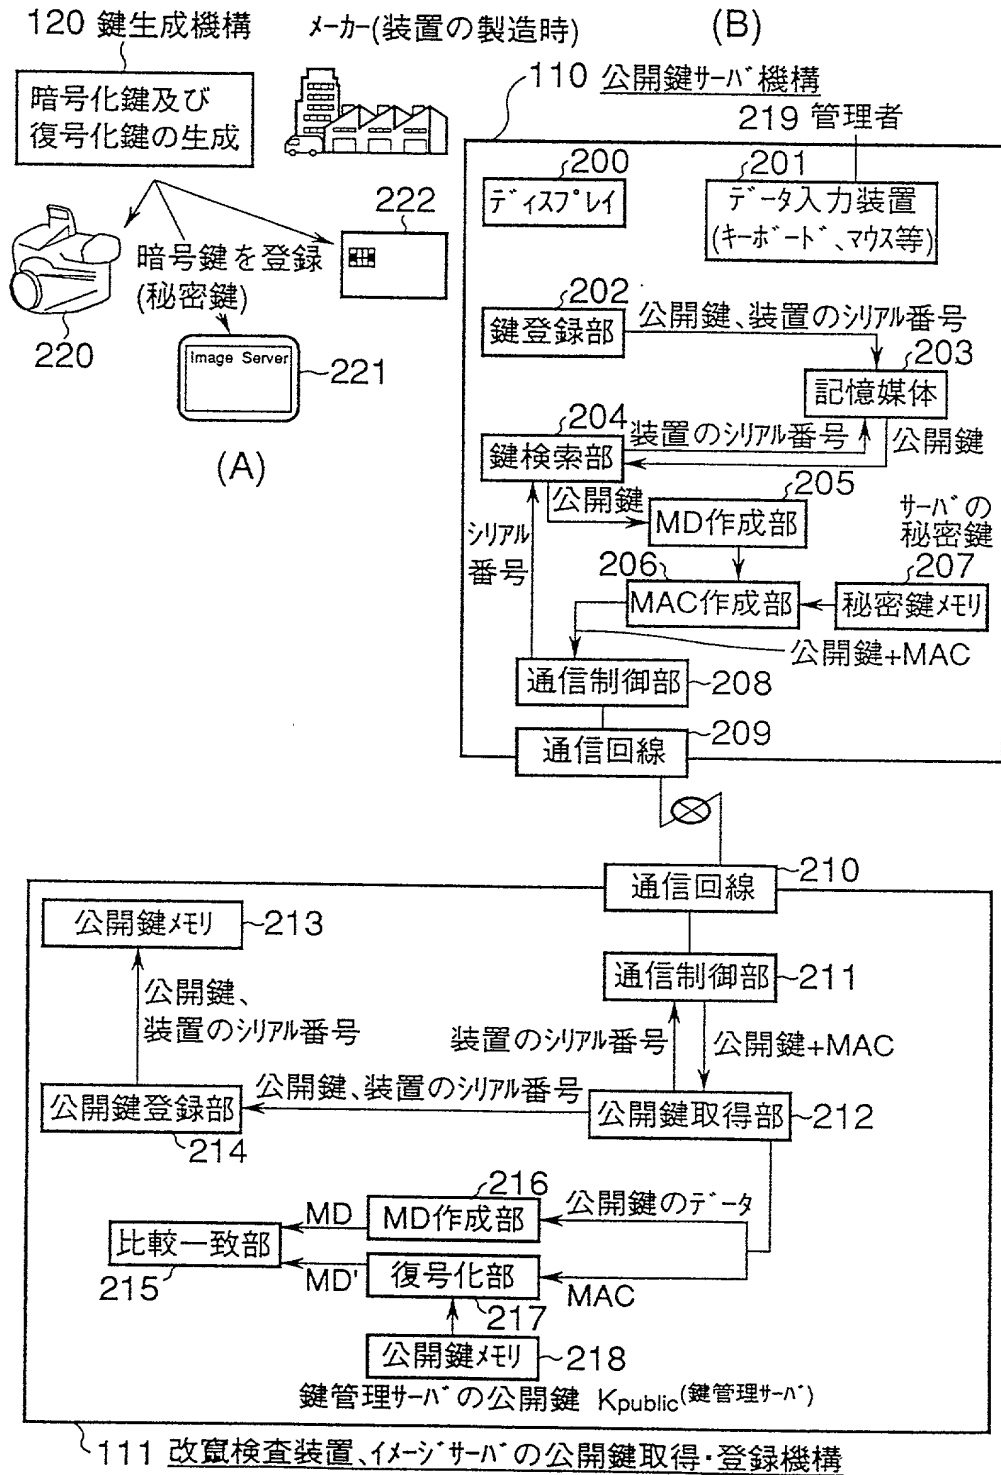 120 鍵生成機構
メーカー(装置の製造時)
(B)
暗号化鍵及び
復号化鍵の生成
暗号鍵を登録
(秘密鍵)
220
222
Image Server
221
(A)
110 公開鍵サーバ機構
219 管理者
200
ディスプレイ
201
データ入力装置
(キーボード、マウス等)
202
鍵登録部
公開鍵、装置のシリアル番号
203
記憶媒体
204
鍵検索部
装置のシリアル番号
公開鍵
公開鍵
205
MD作成部
シリアル
番号
サーバの
秘密鍵
206
MAC作成部
207
秘密鍵メモリ
公開鍵+MAC
通信制御部
208
209
通信回線
通信回線
210
公開鍵メモリ
213
通信制御部
211
公開鍵、
装置のシリアル番号
装置のシリアル番号
公開鍵+MAC
公開鍵、装置のシリアル番号
公開鍵登録部
214
公開鍵取得部
212
216
MD作成部
公開鍵のデータ
MD
比較一致部
215
MD'
復号化部
217
MAC
公開鍵メモリ
218
鍵管理サーバの公開鍵 Kpublic(鍵管理サーバ)
111 改竄検査装置、イメージサーバの公開鍵取得・登録機構